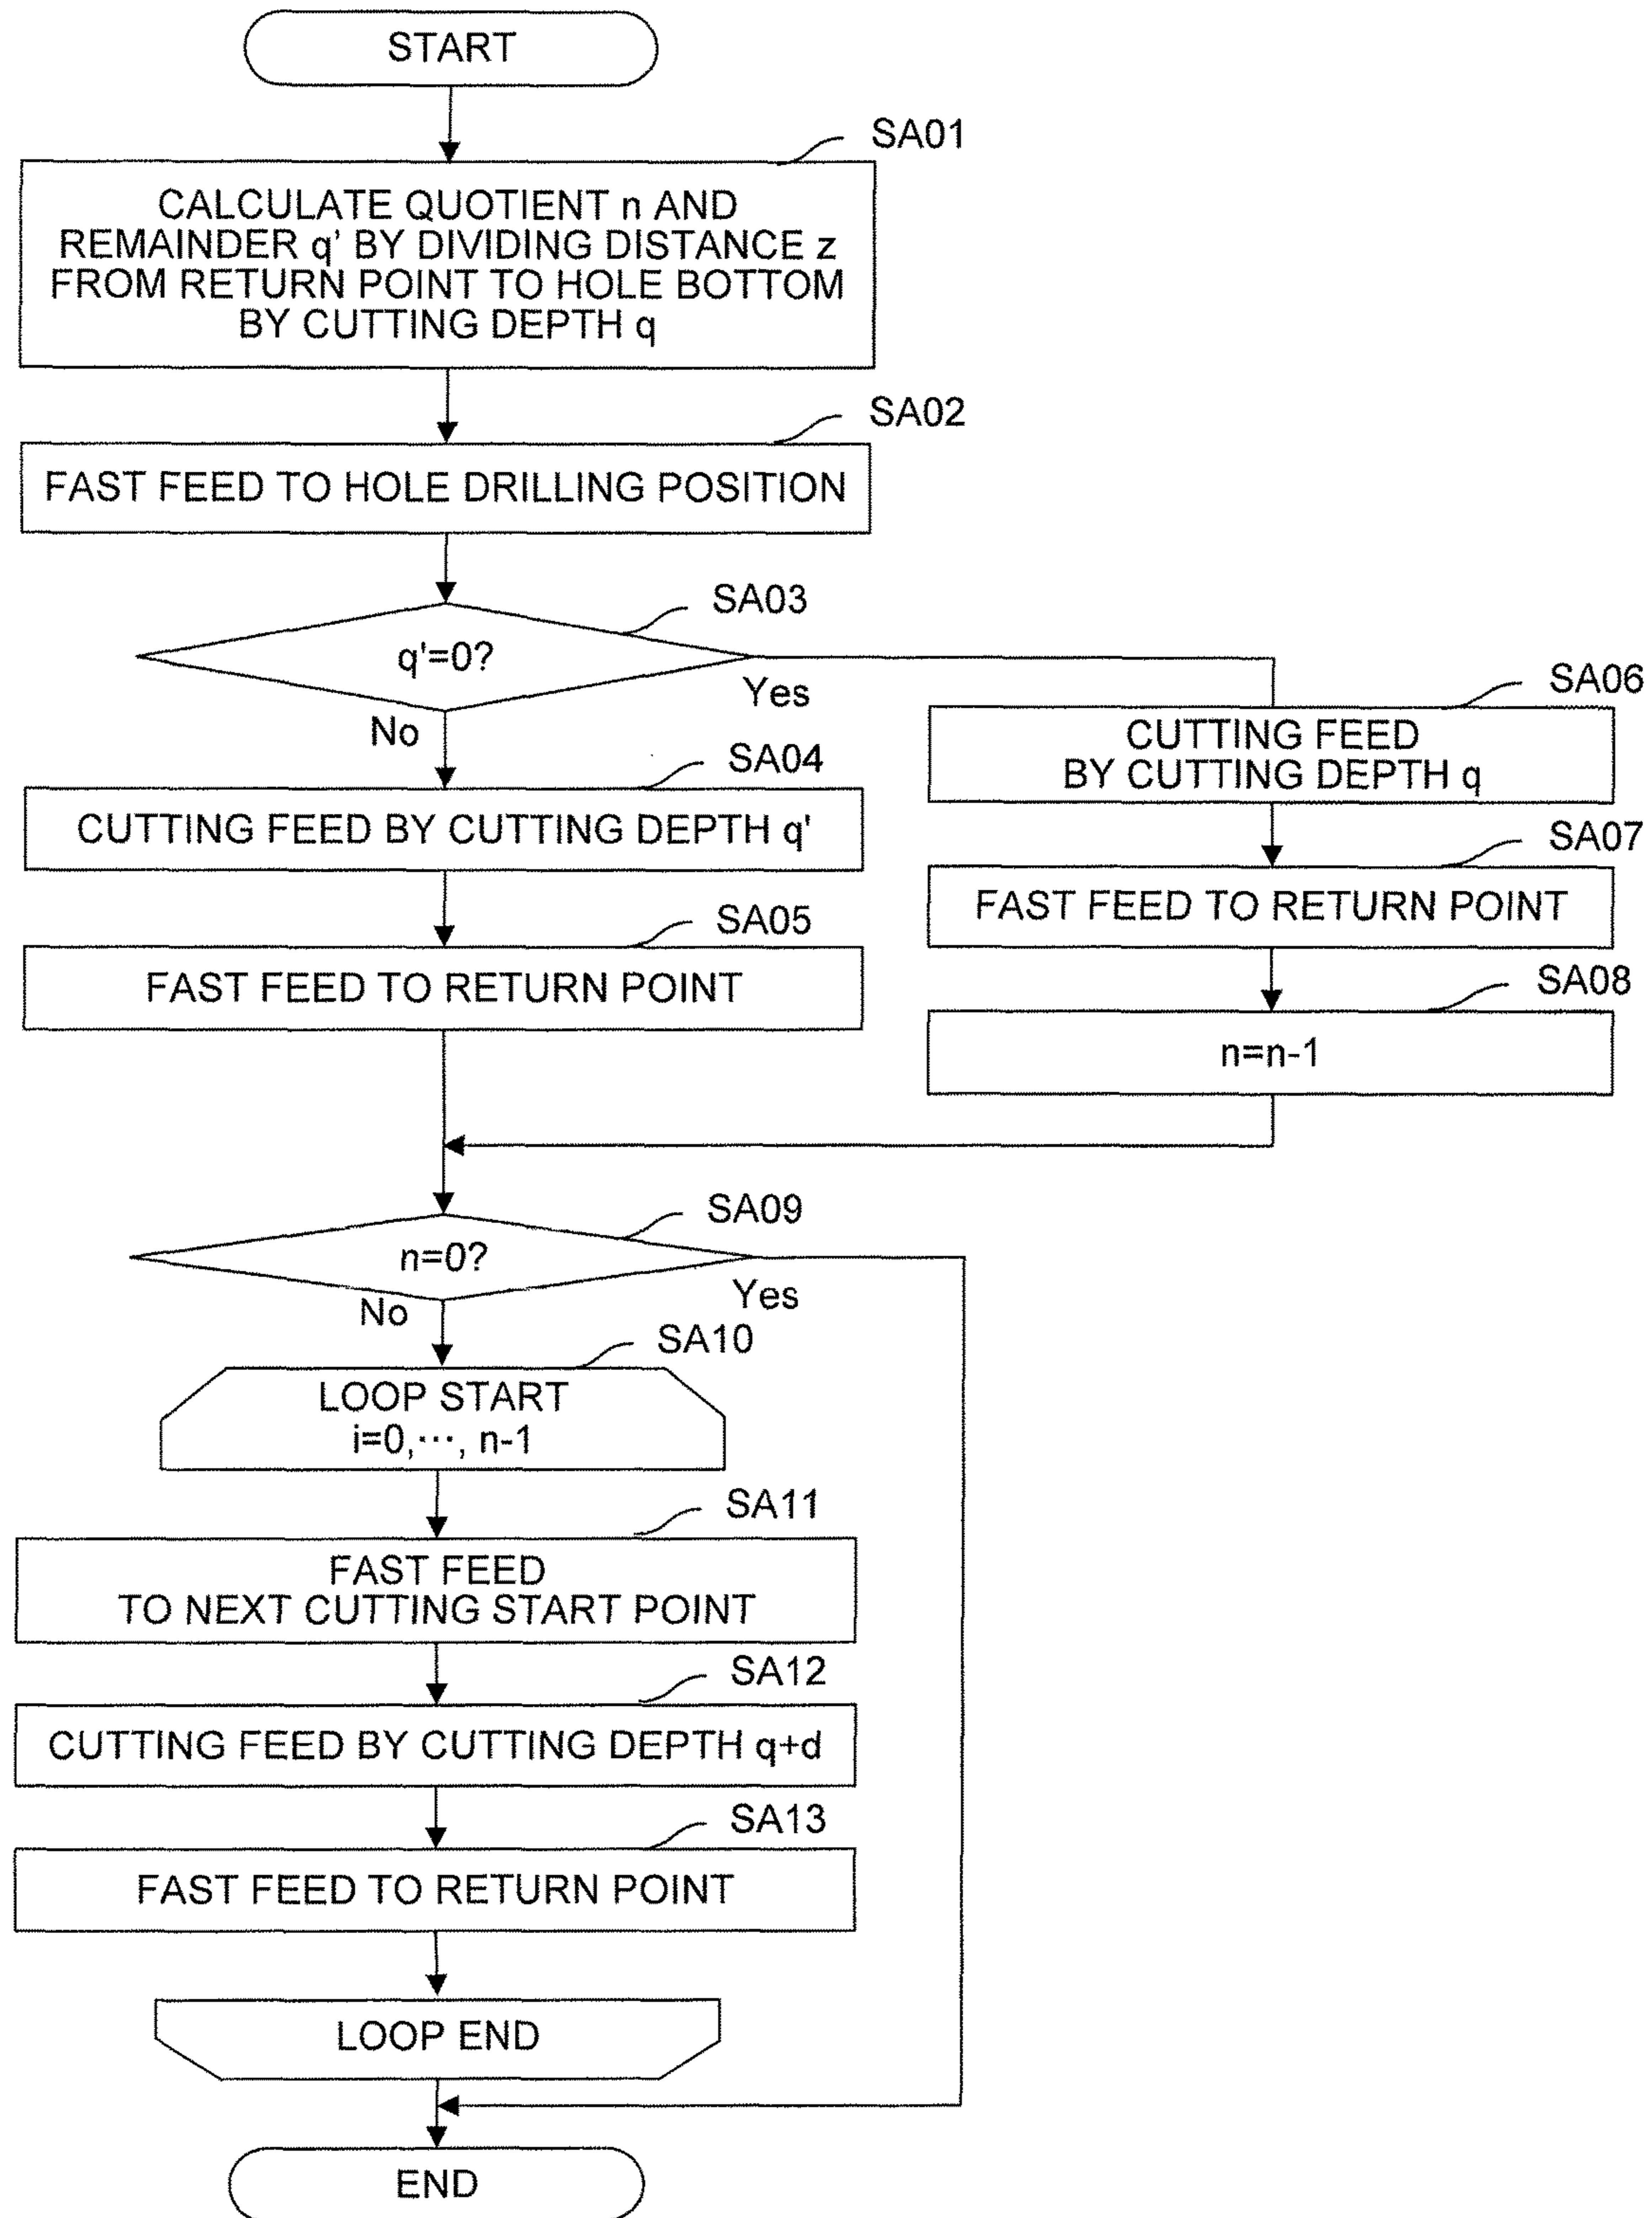 START
SA01
CALCULATE QUOTIENT n AND
REMAINDER q' BY DIVIDING DISTANCE z
FROM RETURN POINT TO HOLE BOTTOM
BY CUTTING DEPTH q
SA02
FAST FEED TO HOLE DRILLING POSITION
SA03
q'=0?
Yes
No
SA06
CUTTING FEED
BY CUTTING DEPTH q
SA04
CUTTING FEED BY CUTTING DEPTH q'
SA07
FAST FEED TO RETURN POINT
SA05
FAST FEED TO RETURN POINT
SA08
n=n-1
SA09
n=0?
Yes
No
SA10
LOOP START
i=0,···, n-1
SA11
FAST FEED
TO NEXT CUTTING START POINT
SA12
CUTTING FEED BY CUTTING DEPTH q+d
SA13
FAST FEED TO RETURN POINT
LOOP END
END